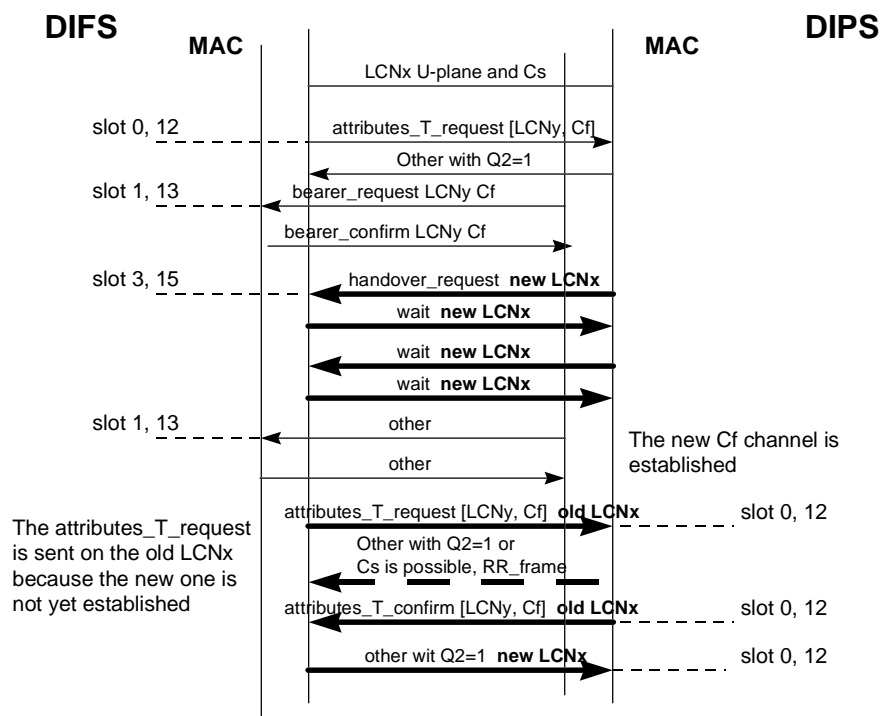 DIFS
DIPS
MAC
MAC
LCNx U-plane and Cs
slot 0, 12
attributes_T_request [LCNy, Cf]
Other with Q2=1
slot 1, 13
bearer_request LCNy Cf
bearer_confirm LCNy Cf
slot 3, 15
handover_request new LCNx
wait new LCNx
wait new LCNx
wait new LCNx
slot 1, 13
other
The new Cf channel is
established
other
attributes_T_request [LCNy, Cf] old LCNx
slot 0, 12
The attributes_T_request
is sent on the old LCNx
because the new one is
not yet established
Other with Q2=1 or
Cs is possible, RR_frame
attributes_T_confirm [LCNy, Cf] old LCNx
slot 0, 12
other wit Q2=1 new LCNx
slot 0, 12